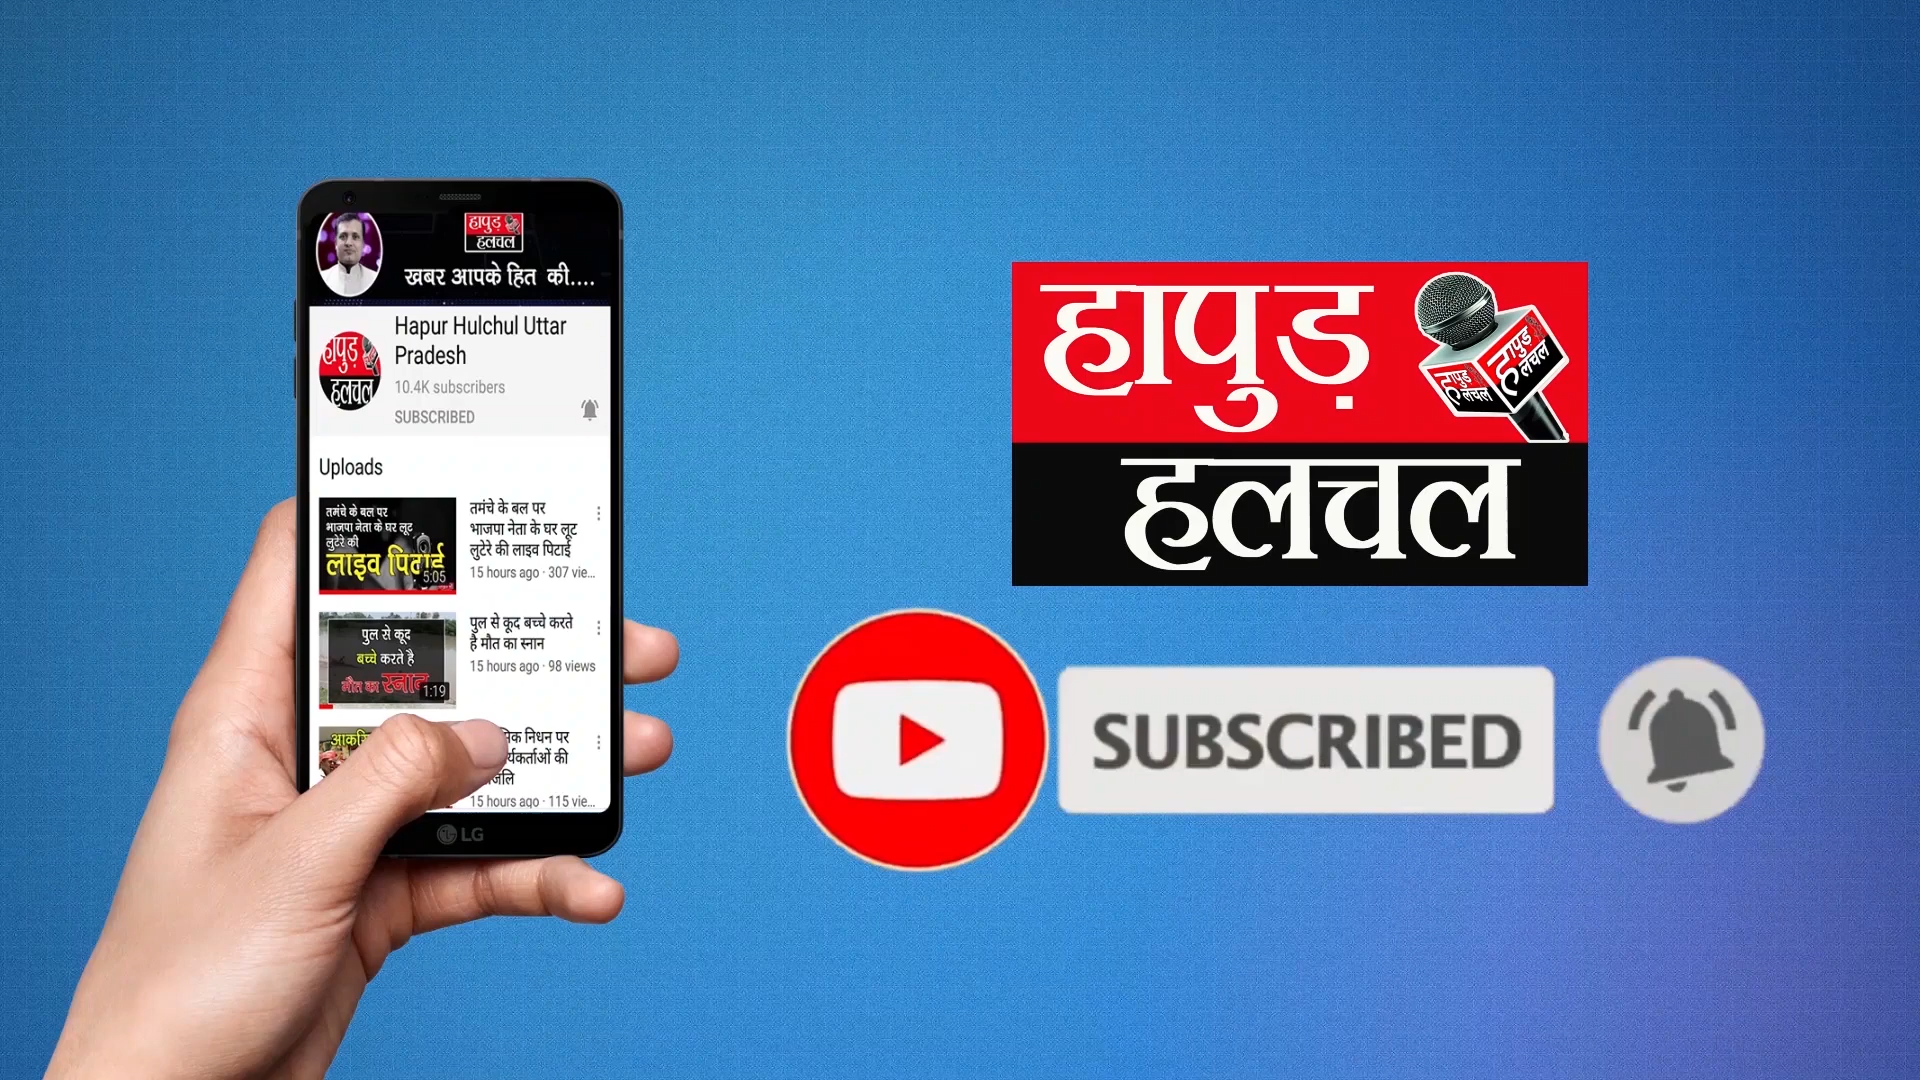 हापुड़
हलचल
खबर आपके हित की....
हापुड़
हलचल
Hapur Hulchul Uttar
Pradesh
10.4K subscribers
SUBSCRIBED
Uploads
तमंचे के बल पर
भाजपा नेता के घर लूट
लुटेरे की
लाइव पिटाई
5:05
तमंचे के बल पर
भाजपा नेता के घर लूट
लुटेरे की लाइव पिटाई
15 hours ago · 307 vie...
पुल से कूद
बच्चे करते है
मौत का स्नान
1:19
पुल से कूद बच्चे करते
है मौत का स्नान
15 hours ago · 98 views
निधन पर
की
15 hours ago · 115 vie...
LG
हापुड़
हलचल
हापुड़
हलचल
हापुड़
हलचल
SUBSCRIBED